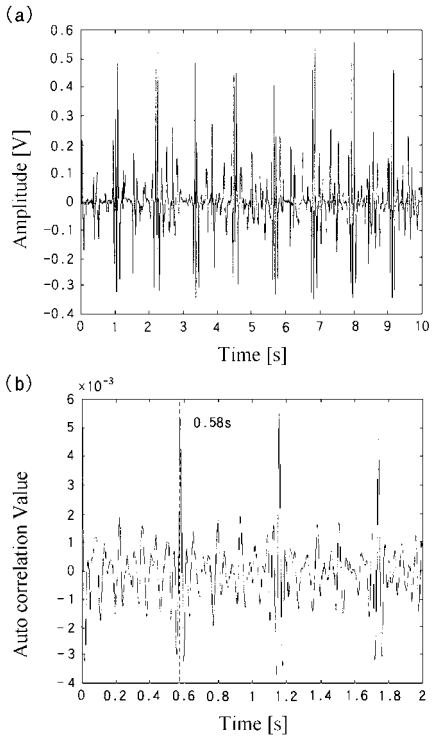 (a)
Amplitude [V]
0.6
0.5
0.4
0.3
0.2
0.1
0
-0.1
-0.2
-0.3
-0.4
0 1 2 3 4 5 6 7 8 9 10
Time [s]
(b)
×10⁻³
Auto correlation Value
6
5
4
3
2
1
0
-1
-2
-3
-4
0.58s
0 0.2 0.4 0.6 0.8 1 1.2 1.4 1.6 1.8 2
Time [s]